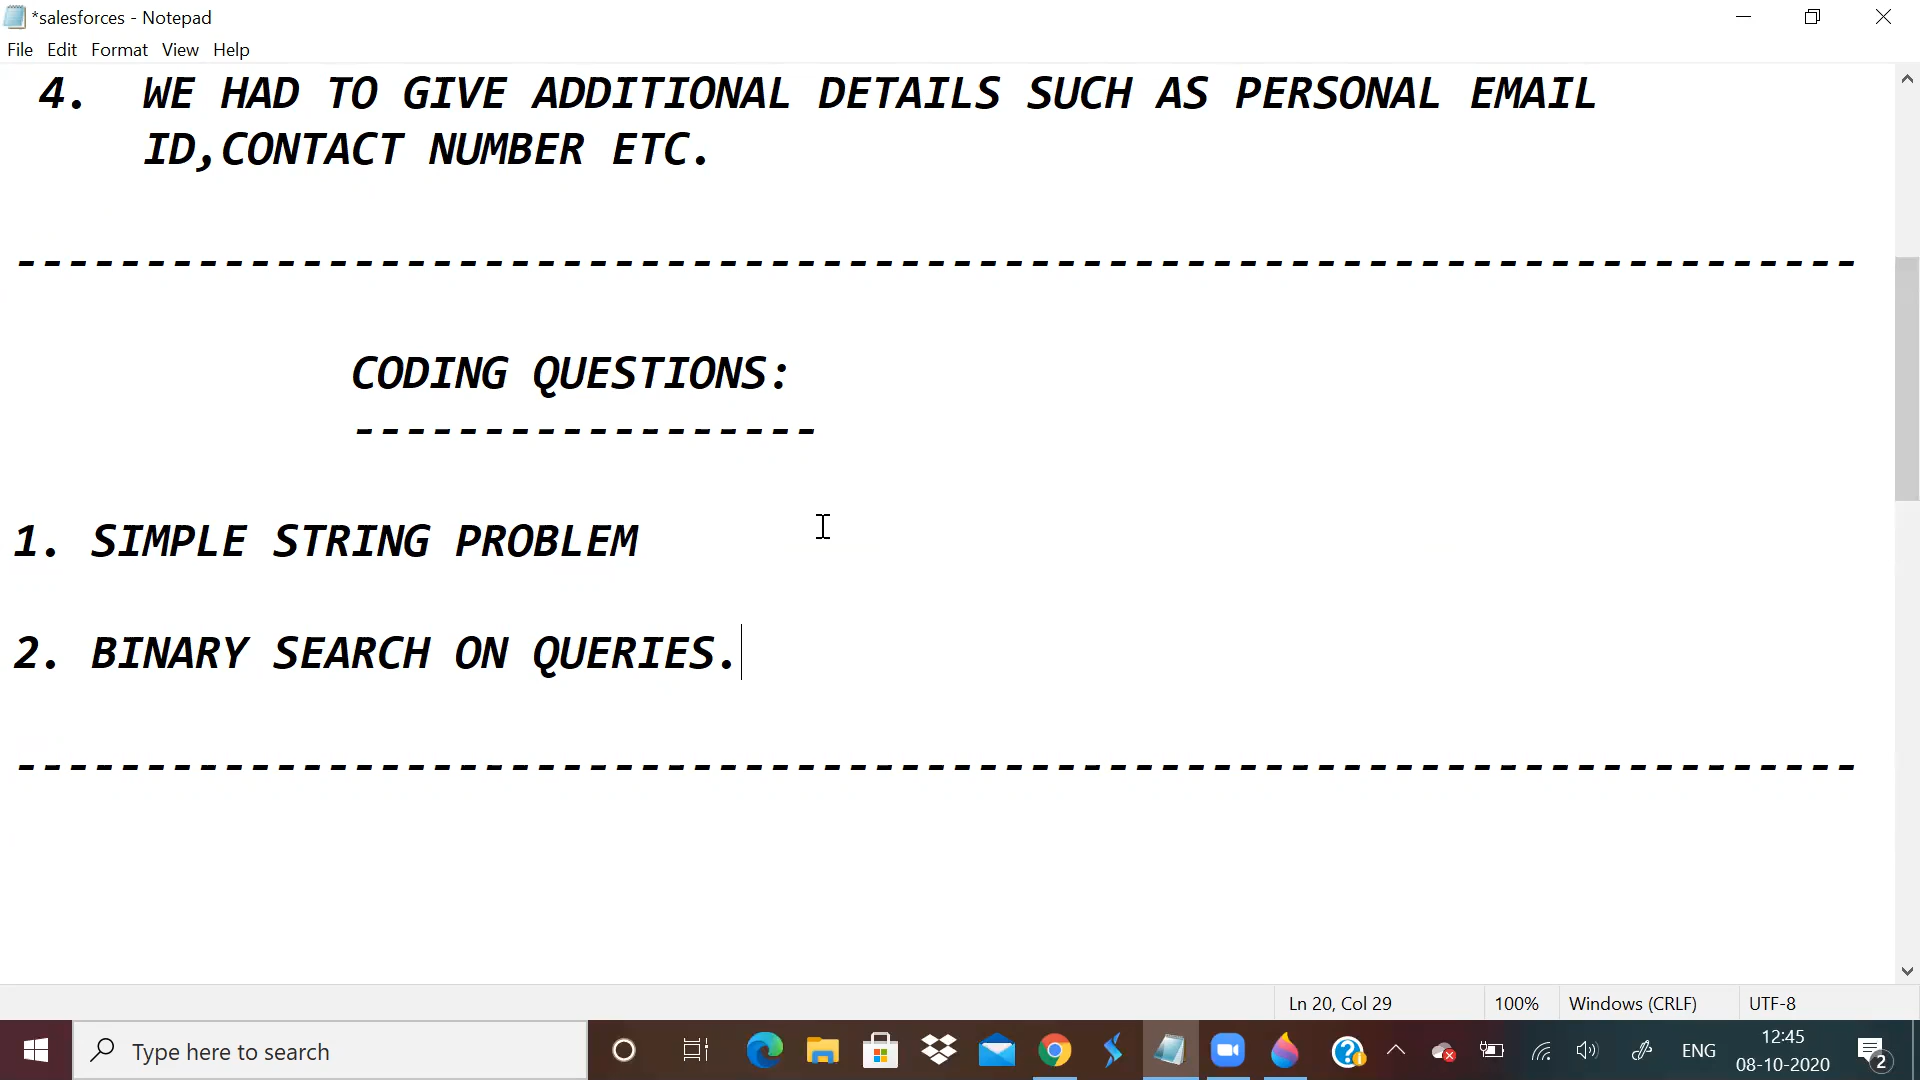 *salesforces - Notepad
File Edit Format View Help
4. WE HAD TO GIVE ADDITIONAL DETAILS SUCH AS PERSONAL EMAIL
ID,CONTACT NUMBER ETC.
-----------------------------------------------------------------------
CODING QUESTIONS:
------------------
1. SIMPLE STRING PROBLEM
2. BINARY SEARCH ON QUERIES.
-----------------------------------------------------------------------
Ln 20, Col 29 100% Windows (CRLF) UTF-8
Type here to search
ENG
12:45
08-10-2020
2